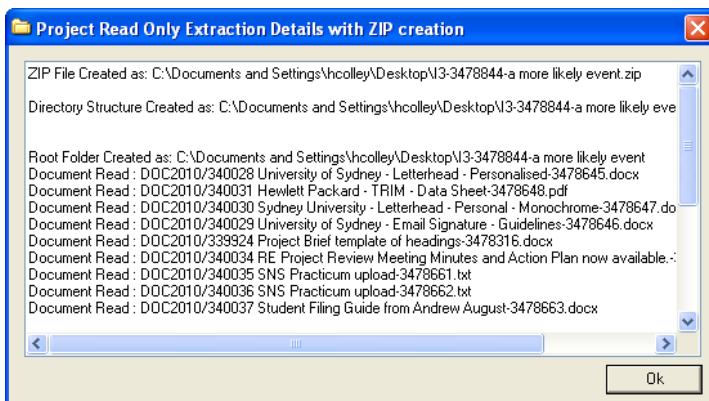 Project Read Only Extraction Details with ZIP creation
ZIP File Created as: C:\Documents and Settings\hcolley\Desktop\I3-3478844-a more likely event.zip
Directory Structure Created as: C:\Documents and Settings\hcolley\Desktop\I3-3478844-a more likely eve
Root Folder Created as: C:\Documents and Settings\hcolley\Desktop\I3-3478844-a more likely event
Document Read : DOC2010/340028 University of Sydney - Letterhead - Personalised-3478645.docx
Document Read : DOC2010/340031 Hewlett Packard - TRIM - Data Sheet-3478648.pdf
Document Read : DOC2010/340030 Sydney University - Letterhead - Personal - Monochrome-3478647.do
Document Read : DOC2010/340029 University of Sydney - Email Signature - Guidelines-3478646.docx
Document Read : DOC2010/339924 Project Brief template of headings-3478316.docx
Document Read : DOC2010/340034 RE Project Review Meeting Minutes and Action Plan now available.-
Document Read : DOC2010/340035 SNS Practicum upload-3478661.txt
Document Read : DOC2010/340036 SNS Practicum upload-3478662.txt
Document Read : DOC2010/340037 Student Filing Guide from Andrew August-3478663.docx
Ok